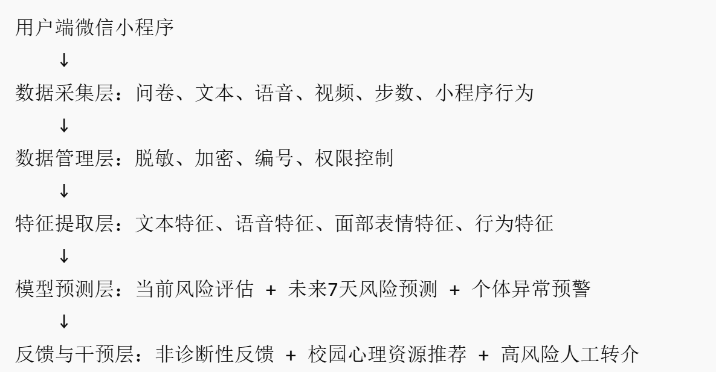 用户端微信小程序
↓
数据采集层：问卷、文本、语音、视频、步数、小程序行为
↓
数据管理层：脱敏、加密、编号、权限控制
↓
特征提取层：文本特征、语音特征、面部表情特征、行为特征
↓
模型预测层：当前风险评估 + 未来7天风险预测 + 个体异常预警
↓
反馈与干预层：非诊断性反馈 + 校园心理资源推荐 + 高风险人工转介